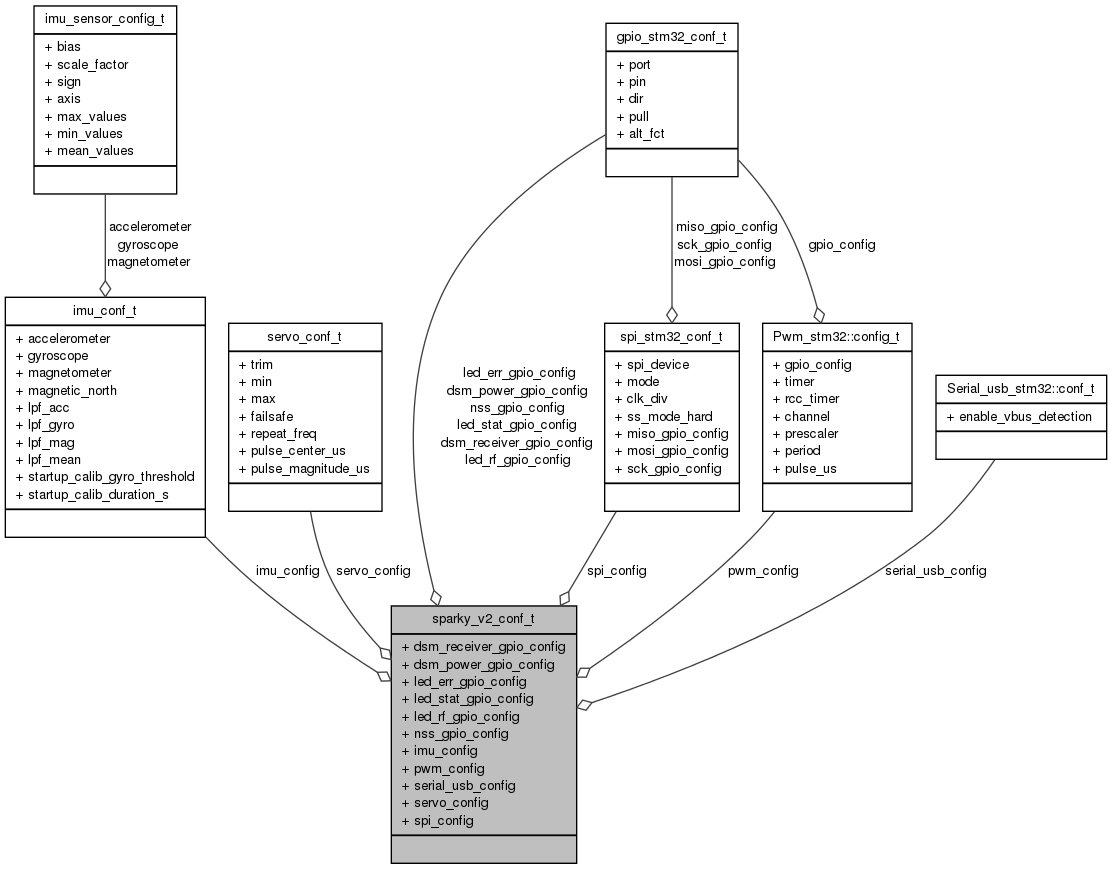 imu_sensor_config_t
+ bias
+ scale_factor
+ sign
+ axis
+ max_values
+ min_values
+ mean_values
gpio_stm32_conf_t
+ port
+ pin
+ dir
+ pull
+ alt_fct
accelerometer
gyroscope
magnetometer
miso_gpio_config
sck_gpio_config
mosi_gpio_config
gpio_config
imu_conf_t
+ accelerometer
+ gyroscope
+ magnetometer
+ magnetic_north
+ lpf_acc
+ lpf_gyro
+ lpf_mag
+ lpf_mean
+ startup_calib_gyro_threshold
+ startup_calib_duration_s
servo_conf_t
+ trim
+ min
+ max
+ failsafe
+ repeat_freq
+ pulse_center_us
+ pulse_magnitude_us
led_err_gpio_config
dsm_power_gpio_config
nss_gpio_config
led_stat_gpio_config
dsm_receiver_gpio_config
led_rf_gpio_config
spi_stm32_conf_t
+ spi_device
+ mode
+ clk_div
+ ss_mode_hard
+ miso_gpio_config
+ mosi_gpio_config
+ sck_gpio_config
Pwm_stm32::config_t
+ gpio_config
+ timer
+ rcc_timer
+ channel
+ prescaler
+ period
+ pulse_us
Serial_usb_stm32::conf_t
+ enable_vbus_detection
imu_config
servo_config
spi_config
pwm_config
serial_usb_config
sparky_v2_conf_t
+ dsm_receiver_gpio_config
+ dsm_power_gpio_config
+ led_err_gpio_config
+ led_stat_gpio_config
+ led_rf_gpio_config
+ nss_gpio_config
+ imu_config
+ pwm_config
+ serial_usb_config
+ servo_config
+ spi_config